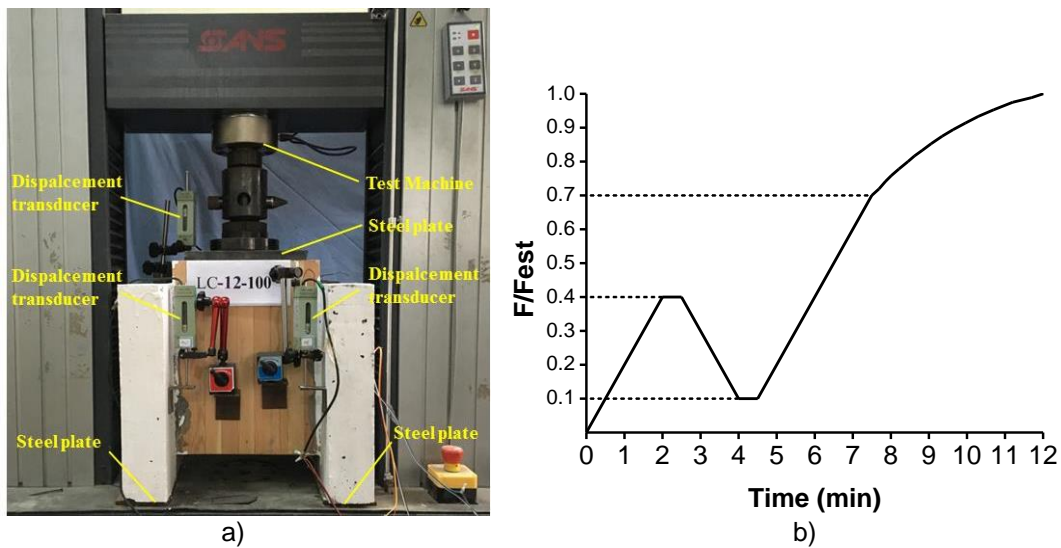 SANS
SANS
Dispalcement
transducer
Test Machine
Steel plate
Dispalcement
transducer
LC-12-100
Dispalcement
transducer
Steel plate
Steel plate
a)
F/Fest
1.0
0.9
0.8
0.7
0.6
0.5
0.4
0.3
0.2
0.1
0 1 2 3 4 5 6 7 8 9 10 11 12
Time (min)
b)